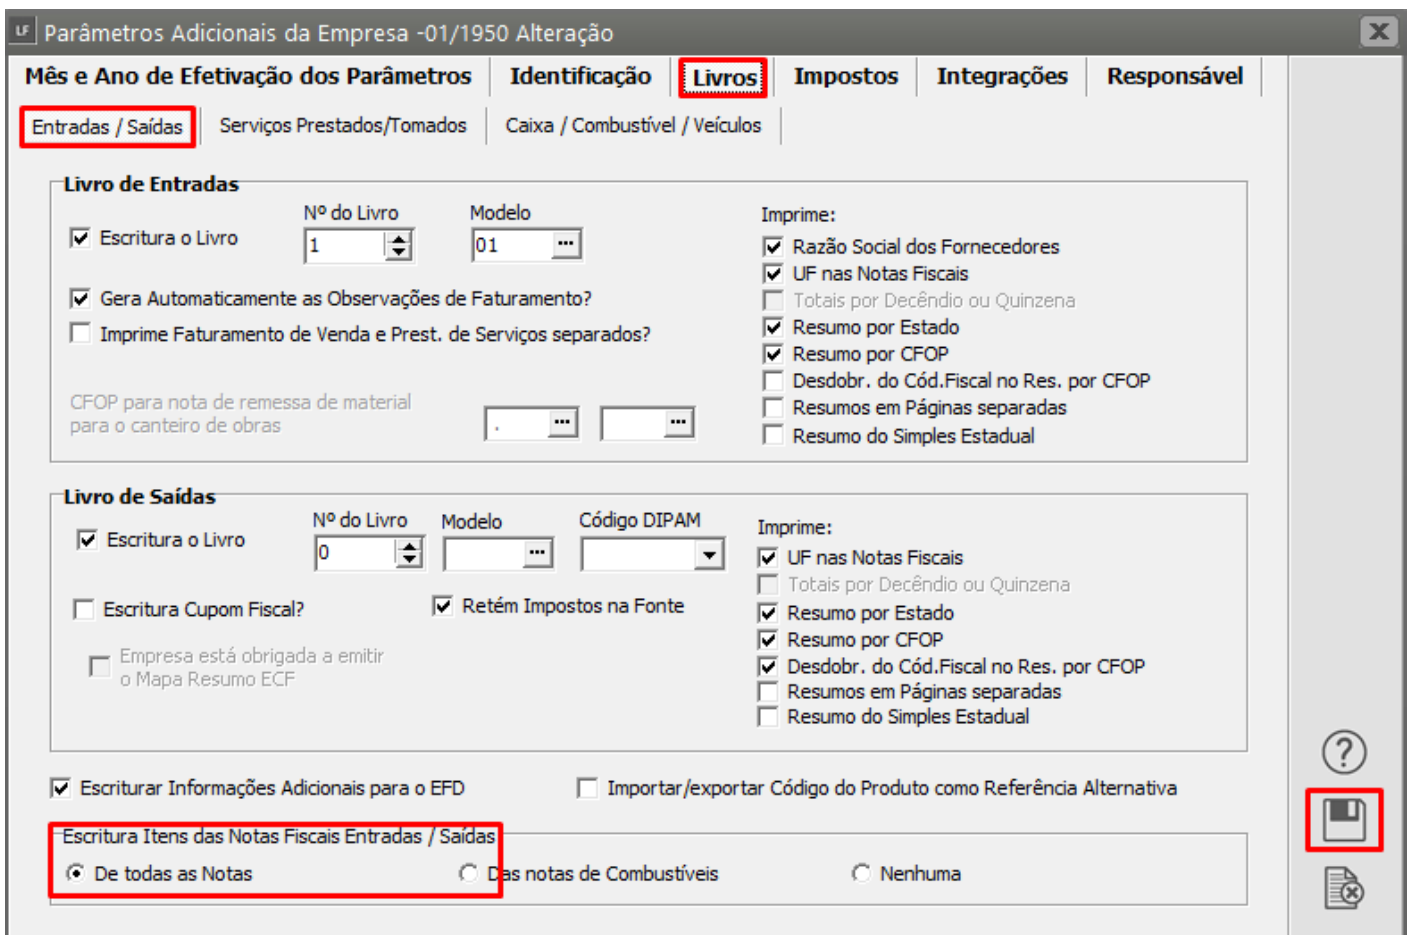 LF Parâmetros Adicionais da Empresa -01/1950 Alteração
Mês e Ano de Efetivação dos Parâmetros Identificação Livros Impostos Integrações Responsável
Entradas / Saídas Serviços Prestados/Tomados Caixa / Combustível / Veículos
Livro de Entradas
Nº do Livro Modelo
Escritura o Livro 1 01 ...
Gera Automaticamente as Observações de Faturamento?
Imprime Faturamento de Venda e Prest. de Serviços separados?
CFOP para nota de remessa de material
para o canteiro de obras . ... ...
Imprime:
Razão Social dos Fornecedores
UF nas Notas Fiscais
Totais por Decêndio ou Quinzena
Resumo por Estado
Resumo por CFOP
Desdobr. do Cód.Fiscal no Res. por CFOP
Resumos em Páginas separadas
Resumo do Simples Estadual
Livro de Saídas
Nº do Livro Modelo Código DIPAM
Escritura o Livro 0 ...
Escritura Cupom Fiscal? Retém Impostos na Fonte
Empresa está obrigada a emitir
o Mapa Resumo ECF
Imprime:
UF nas Notas Fiscais
Totais por Decêndio ou Quinzena
Resumo por Estado
Resumo por CFOP
Desdobr. do Cód.Fiscal no Res. por CFOP
Resumos em Páginas separadas
Resumo do Simples Estadual
Escriturar Informações Adicionais para o EFD Importar/exportar Código do Produto como Referência Alternativa
Escritura Itens das Notas Fiscais Entradas / Saídas
De todas as Notas Das notas de Combustíveis Nenhuma
?